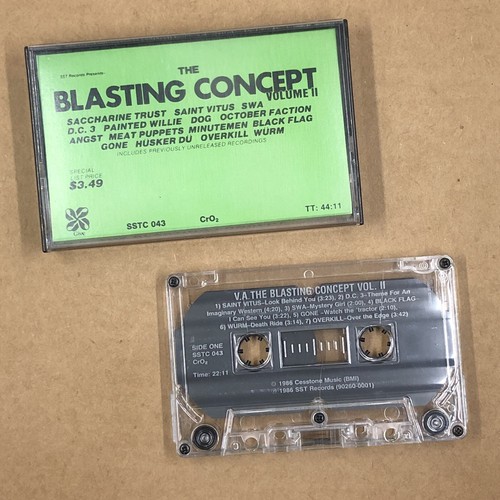 SST Records Presents:
THE
BLASTING CONCEPT
VOLUME II
SACCHARINE TRUST SAINT VITUS SWA
D.C. 3 PAINTED WILLIE DOG OCTOBER FACTION
ANGST MEAT PUPPETS MINUTEMEN BLACK FLAG
GONE HUSKER DU OVERKILL WURM
INCLUDES PREVIOUSLY UNRELEASED RECORDINGS
SPECIAL
LIST PRICE
$3.49
SSTC 043 CrO₂ TT: 44:11
V.A. THE BLASTING CONCEPT VOL. II
1) SAINT VITUS–Look Behind You (3:23), 2) D.C. 3–Theme For An
Imaginary Western (4:20) 3) SWA–Mystery Girl (2:00), 4) BLACK FLAG–
I Can See You (3:22), 5) GONE –Watch the 'tractor (2:10),
6) WURM–Death Ride (3:14), 7) OVERKILL–Over the Edge (3:42)
SIDE ONE
SSTC 043
CrO₂
Time: 22:11
© 1986 Cesstone Music (BMI)
℗ 1986 SST Records (90260-0001)